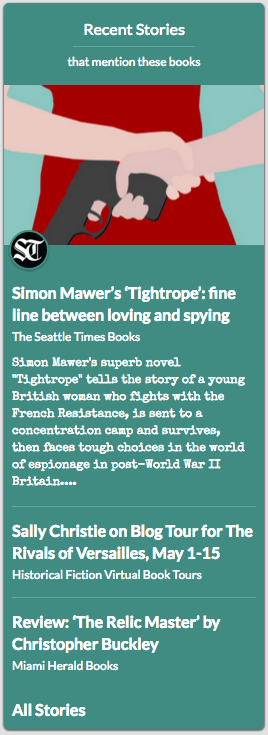 Recent Stories
that mention these books
ST
Simon Mawer's 'Tightrope': fine
line between loving and spying
The Seattle Times Books
Simon Mawer's superb novel
"Tightrope" tells the story of a young
British woman who fights with the
French Resistance, is sent to a
concentration camp and survives,
then faces tough choices in the world
of espionage in post-World War II
Britain....
Sally Christie on Blog Tour for The
Rivals of Versailles, May 1-15
Historical Fiction Virtual Book Tours
Review: 'The Relic Master' by
Christopher Buckley
Miami Herald Books
All Stories